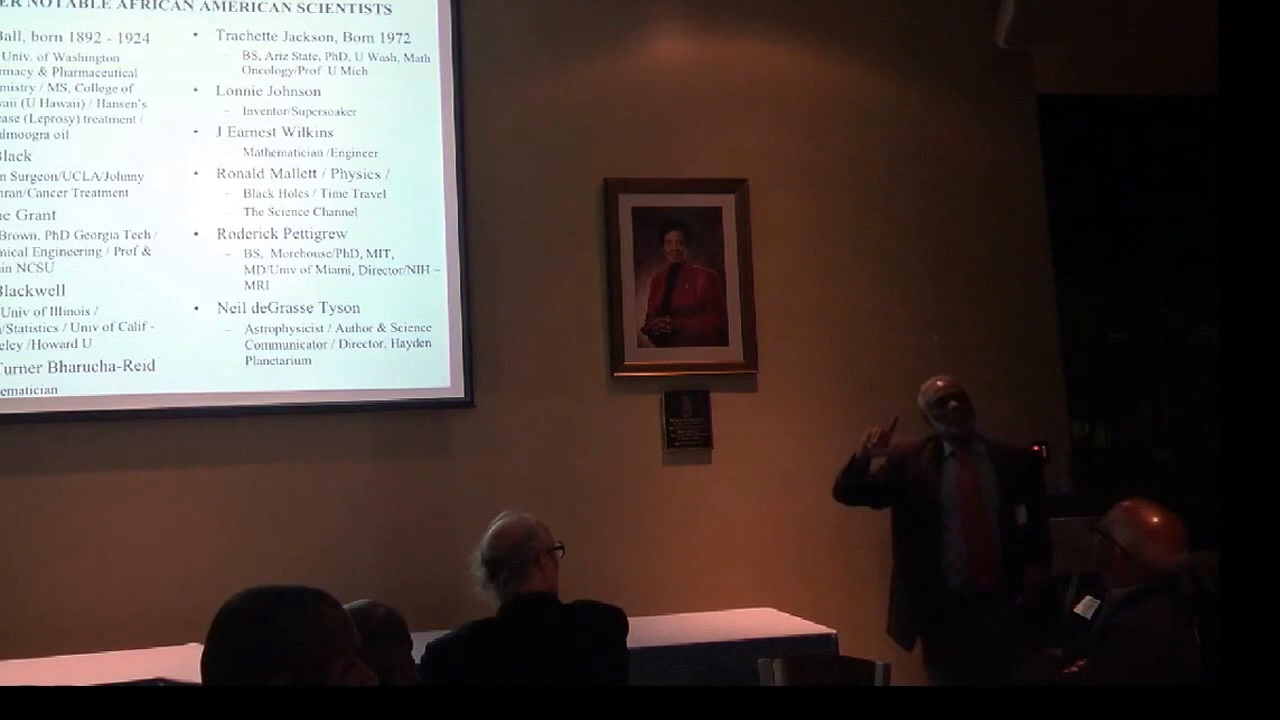 ER NOTABLE AFRICAN AMERICAN SCIENTISTS
Ball, born 1892 - 1924
Univ. of Washington
rmacy & Pharmaceutical
mistry / MS, College of
vaii (U Hawaii) / Hansen's
ease (Leprosy) treatment /
ulmoogra oil
Black
n Surgeon/UCLA/Johnny
hran/Cancer Treatment
ne Grant
Brown, PhD Georgia Tech /
mical Engineering / Prof &
in NCSU
Blackwell
Univ of Illinois /
/Statistics / Univ of Calif -
eley /Howard U
Turner Bharucha-Reid
ematician
• Trachette Jackson, Born 1972
– BS, Ariz State, PhD, U Wash, Math
Oncology/Prof U Mich
• Lonnie Johnson
– Inventor/Supersoaker
• J Earnest Wilkins
– Mathematician /Engineer
• Ronald Mallett / Physics /
– Black Holes / Time Travel
– The Science Channel
• Roderick Pettigrew
– BS, Morehouse/PhD, MIT,
MD/Univ of Miami, Director/NIH –
MRI
• Neil deGrasse Tyson
– Astrophysicist / Author & Science
Communicator / Director, Hayden
Planetarium